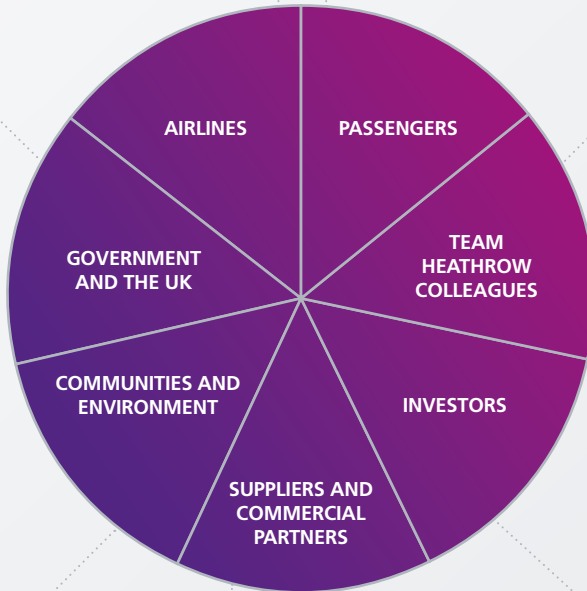 AIRLINES
PASSENGERS
TEAM
HEATHROW
COLLEAGUES
GOVERNMENT
AND THE UK
COMMUNITIES AND
ENVIRONMENT
INVESTORS
SUPPLIERS AND
COMMERCIAL
PARTNERS